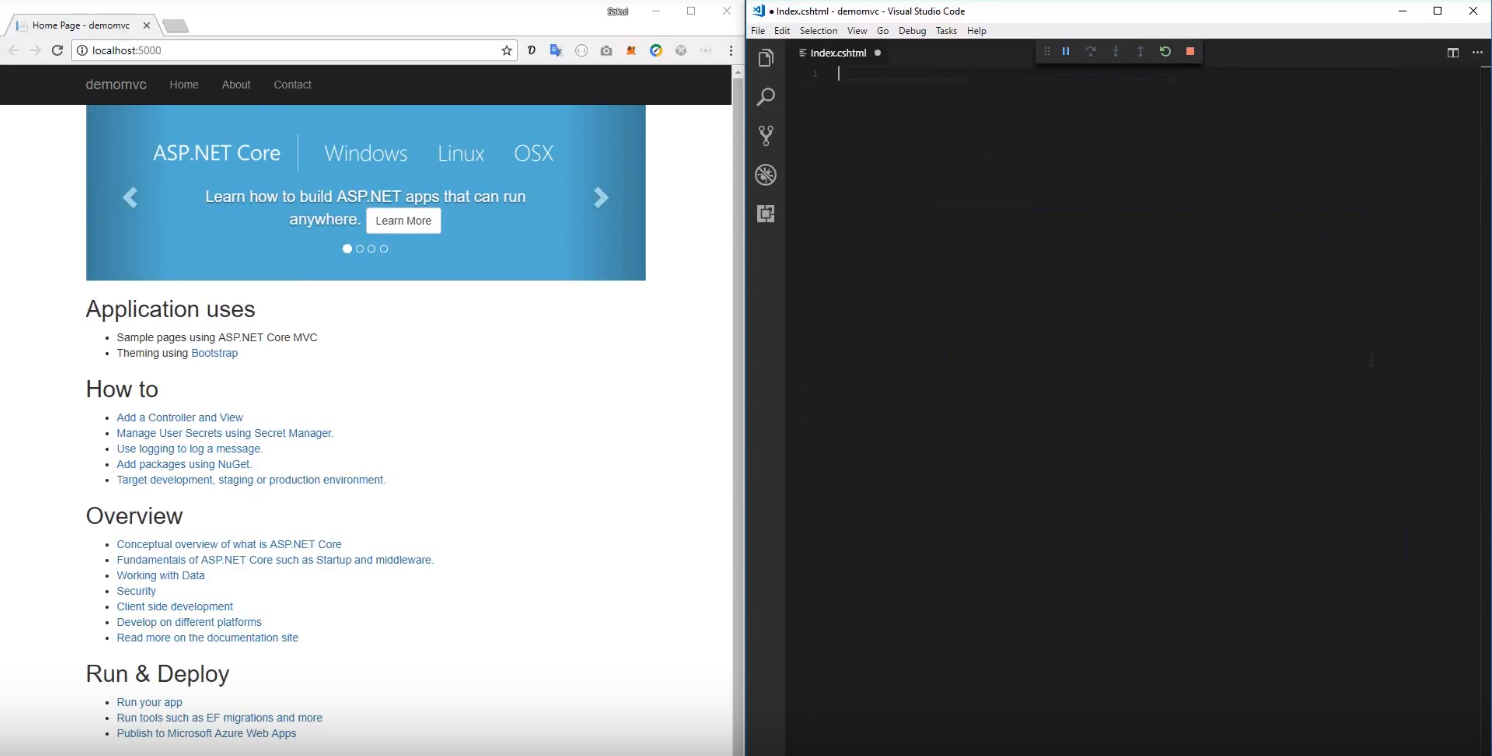 Home Page - demomvc
localhost:5000
demomvc Home About Contact
ASP.NET Core Windows Linux OSX
Learn how to build ASP.NET apps that can run
anywhere. Learn More
Application uses
Sample pages using ASP.NET Core MVC
Theming using Bootstrap
How to
Add a Controller and View
Manage User Secrets using Secret Manager.
Use logging to log a message.
Add packages using NuGet.
Target development, staging or production environment.
Overview
Conceptual overview of what is ASP.NET Core
Fundamentals of ASP.NET Core such as Startup and middleware.
Working with Data
Security
Client side development
Develop on different platforms
Read more on the documentation site
Run & Deploy
Run your app
Run tools such as EF migrations and more
Publish to Microsoft Azure Web Apps
● Index.cshtml - demomvc - Visual Studio Code
File Edit Selection View Go Debug Tasks Help
Index.cshtml
1